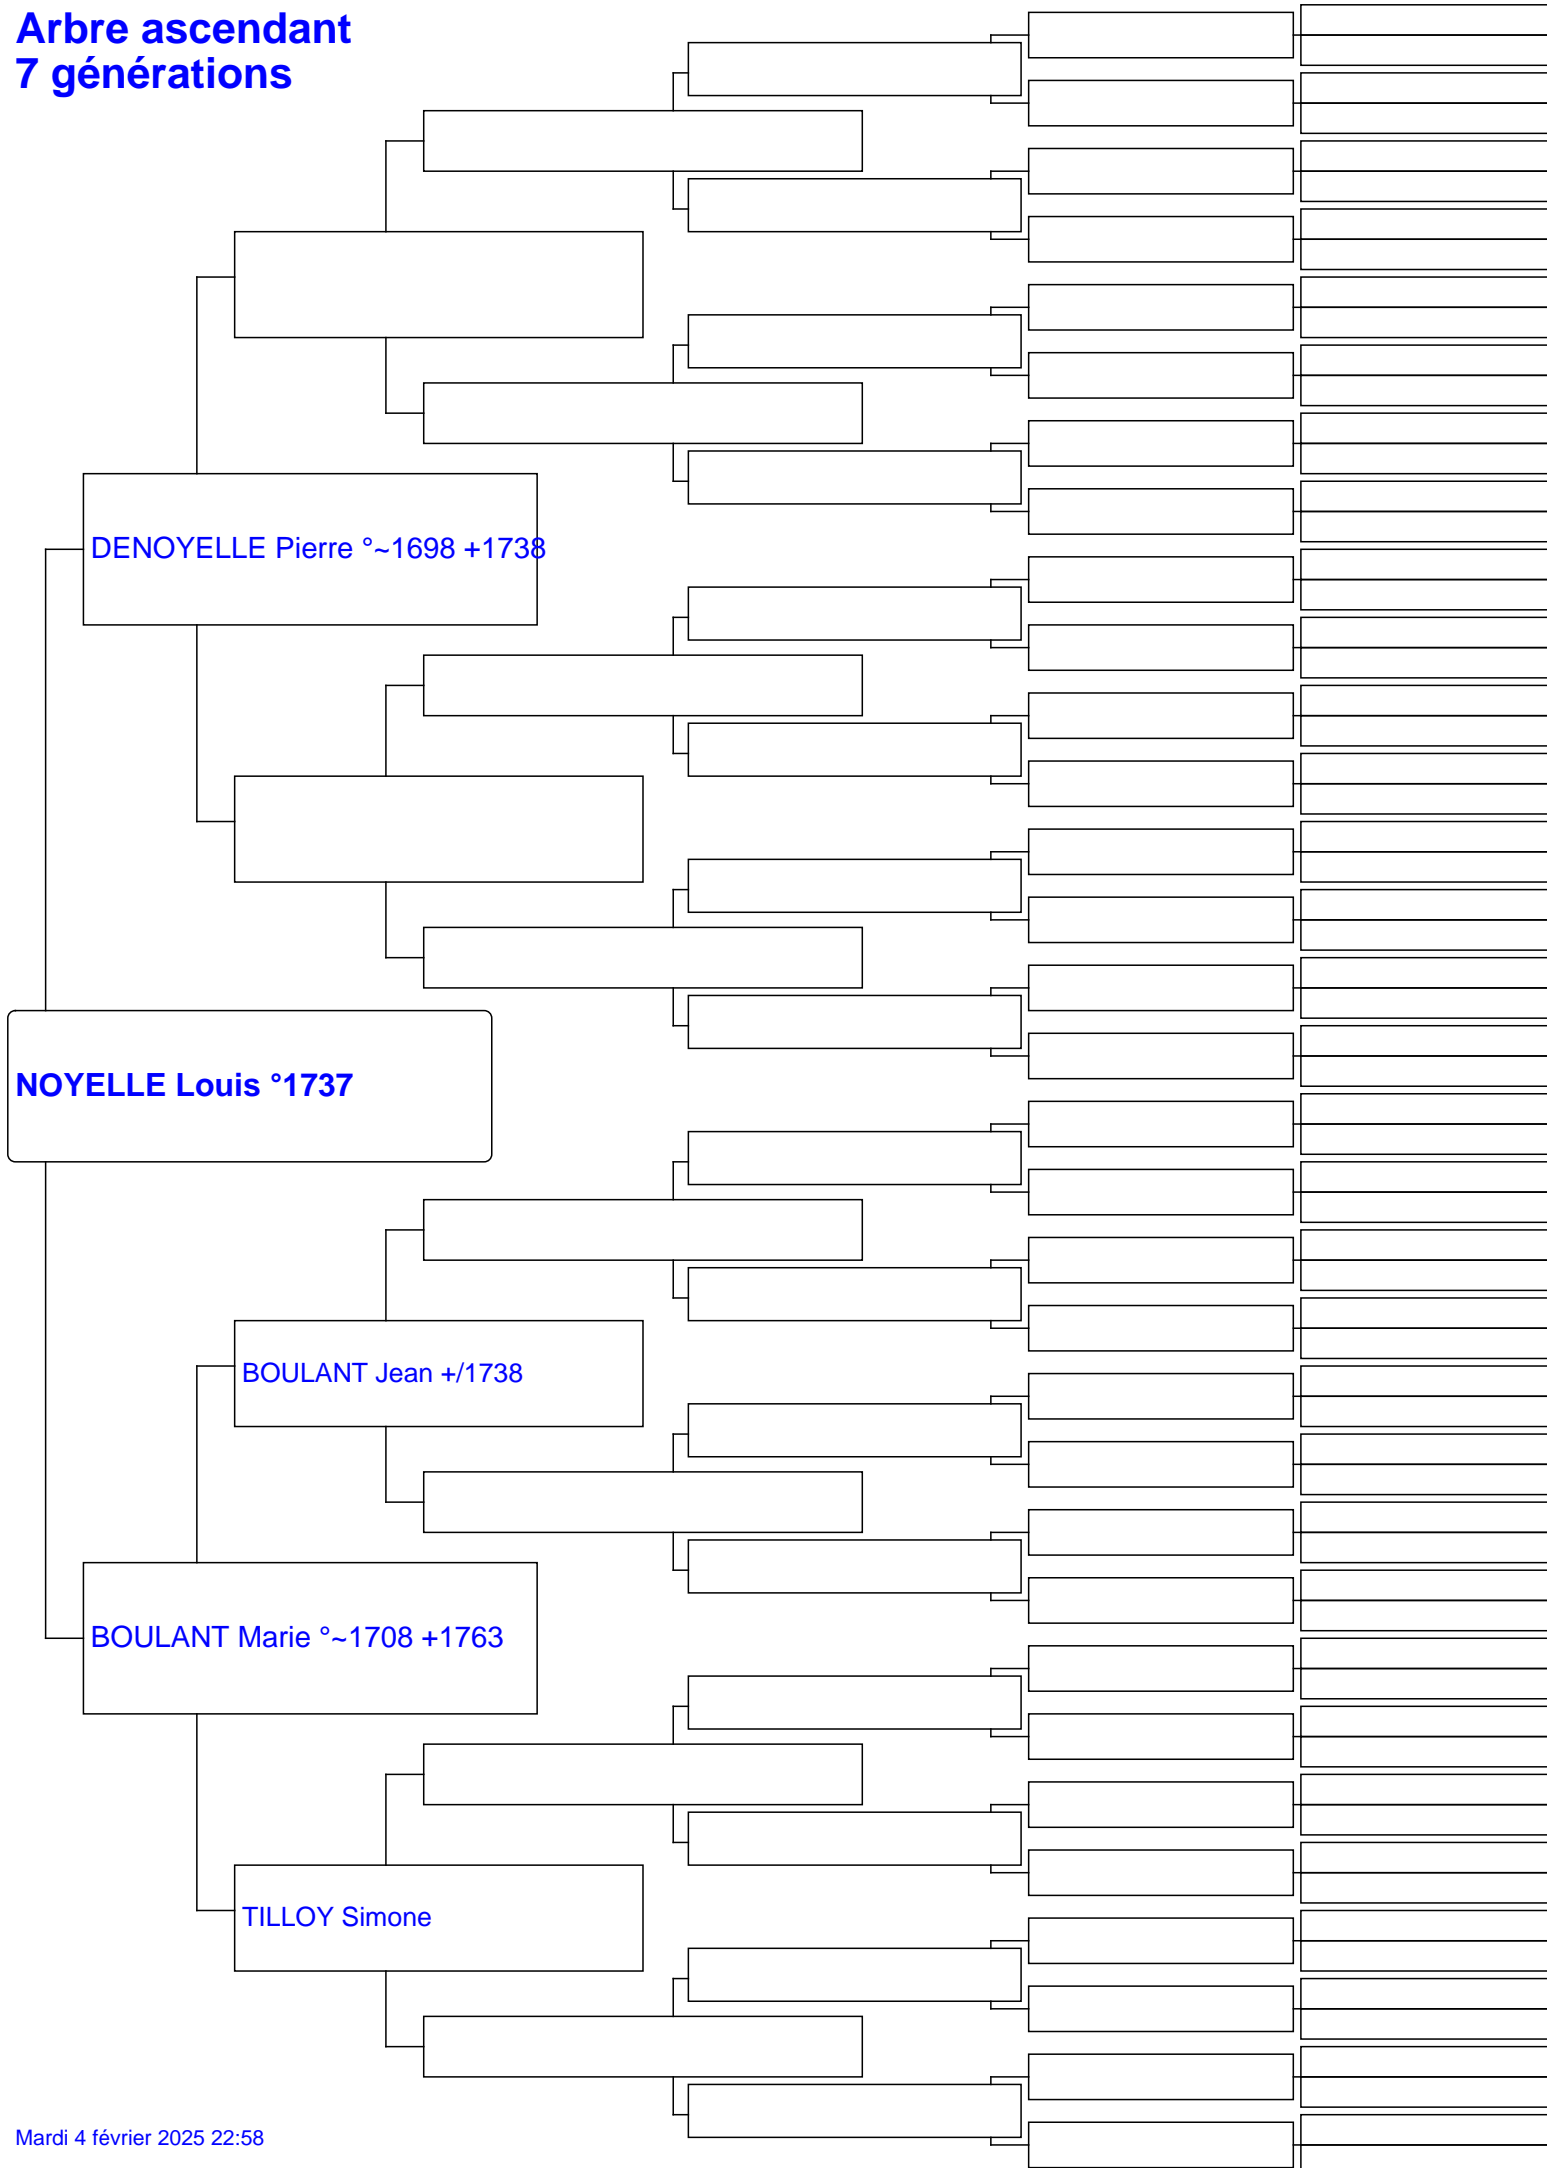 Arbre ascendant
7 générations
DENOYELLE Pierre °~1698 +1738
NOYELLE Louis °1737
BOULANT Jean +/1738
BOULANT Marie °~1708 +1763
TILLOY Simone
Mardi 4 février 2025 22:58